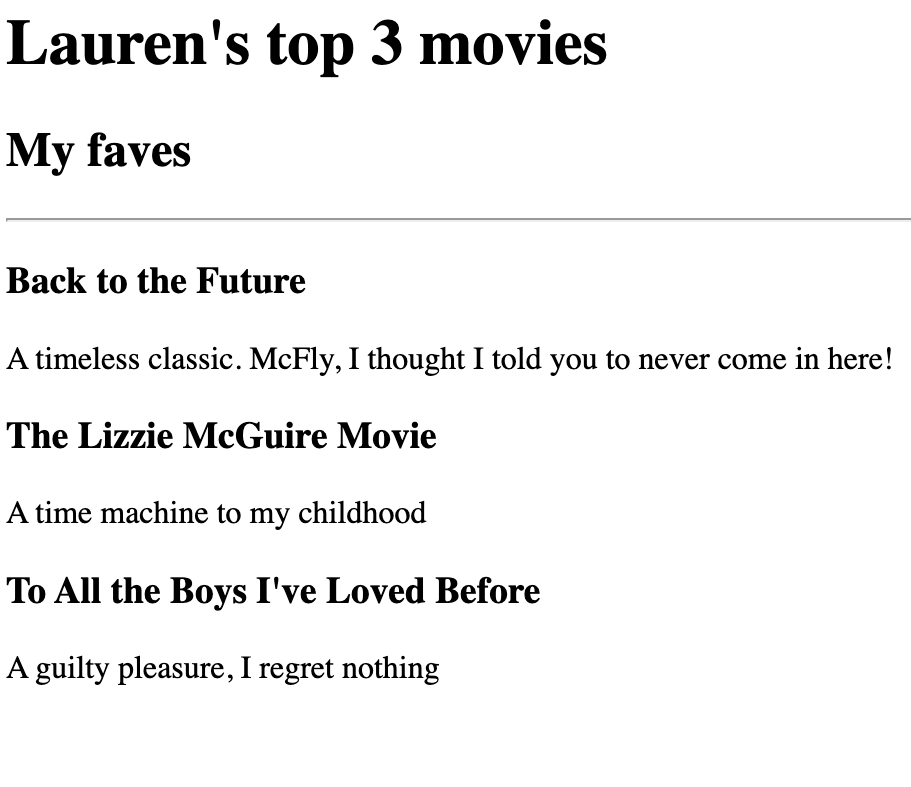 Lauren's top 3 movies
My faves
Back to the Future
A timeless classic. McFly, I thought I told you to never come in here!
The Lizzie McGuire Movie
A time machine to my childhood
To All the Boys I've Loved Before
A guilty pleasure, I regret nothing